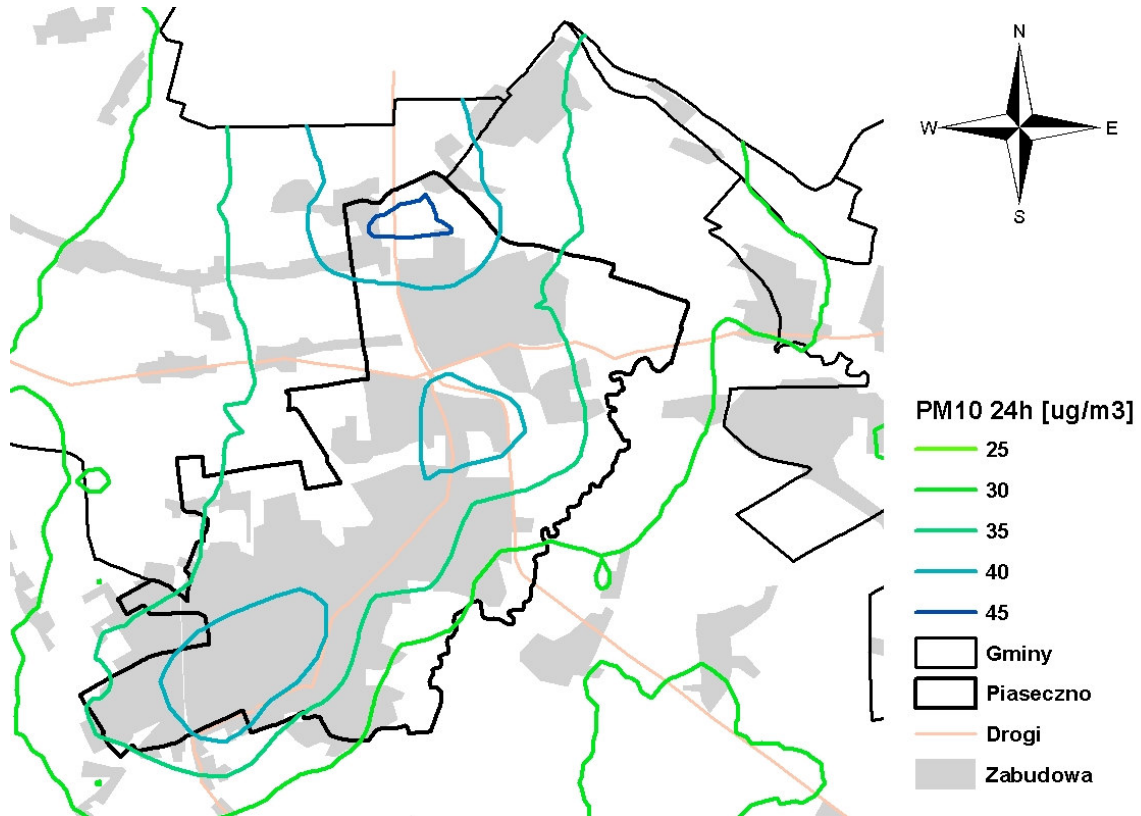 N
W
E
S
PM10 24h [ug/m3]
25
30
35
40
45
Gminy
Piaseczno
Drogi
Zabudowa